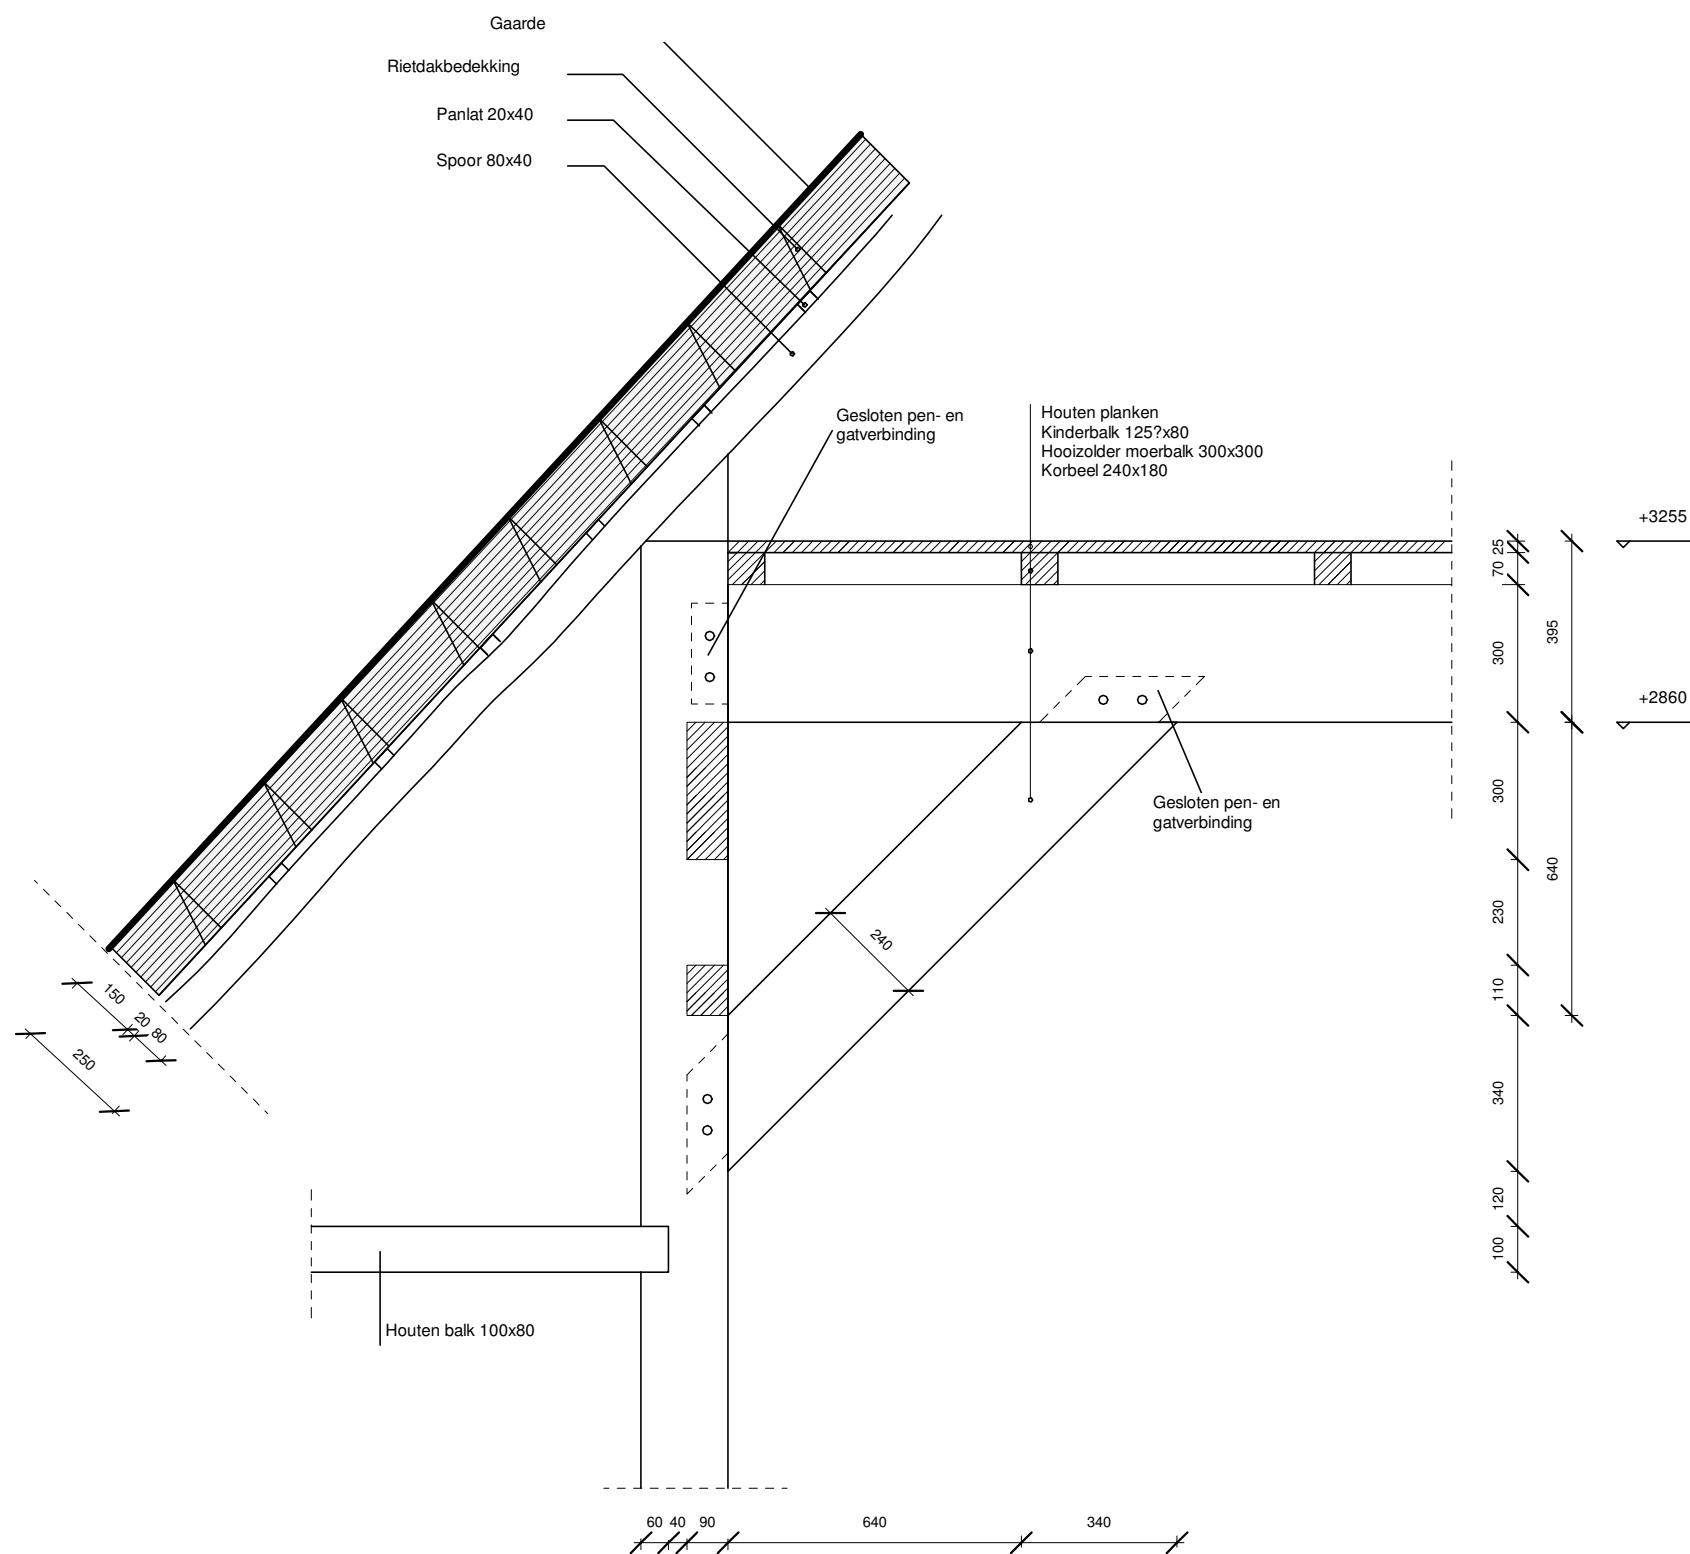 Gaarde
Rietdakbedekking
Panlat 20x40
Spoor 80x40
Gesloten pen- en
gatverbinding
Houten planken
Kinderbalk 125?x80
Hooizolder moerbalk 300x300
Korbeel 240x180
+3255
25
70
395
300
+2860
300
Gesloten pen- en
gatverbinding
640
230
240
110
150
20
80
250
340
120
100
Houten balk 100x80
60
40
90
640
340